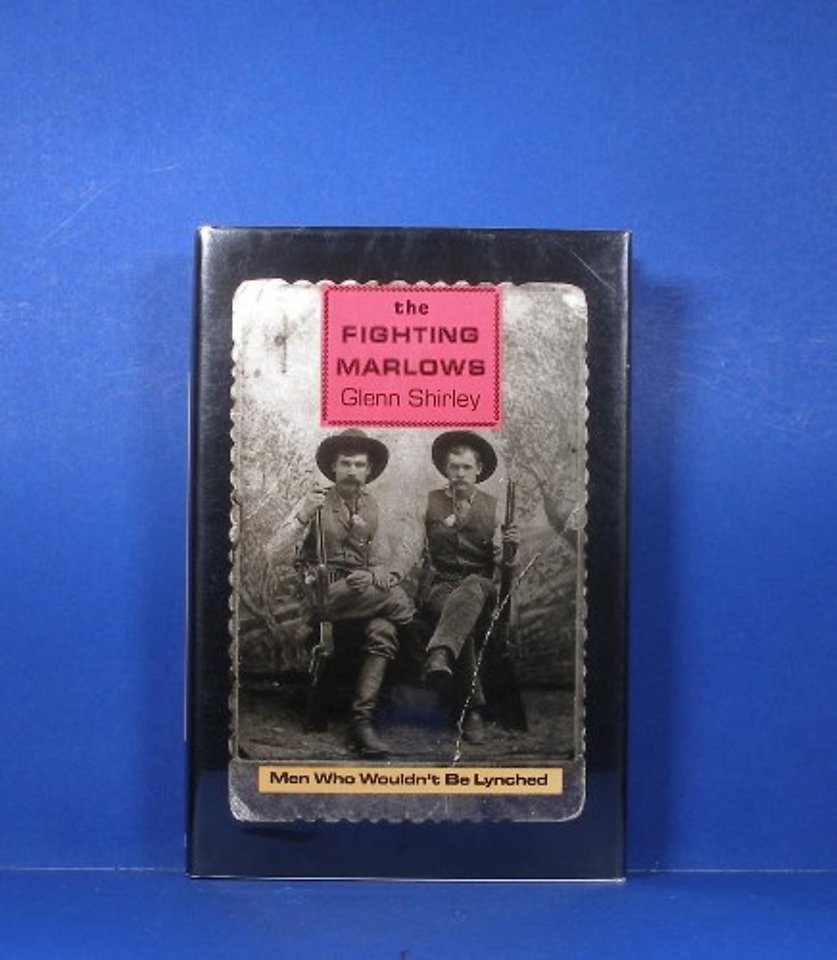 the
FIGHTING
MARLOWS
Glenn Shirley
Men Who Wouldn't Be Lynched